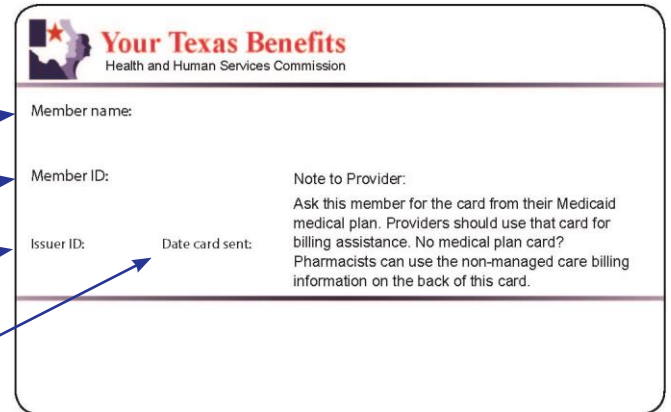 Your Texas Benefits
Health and Human Services Commission
Member name:
Member ID:
Note to Provider:
Ask this member for the card from their Medicaid
medical plan. Providers should use that card for
Issuer ID: Date card sent: billing assistance. No medical plan card?
Pharmacists can use the non-managed care billing
information on the back of this card.